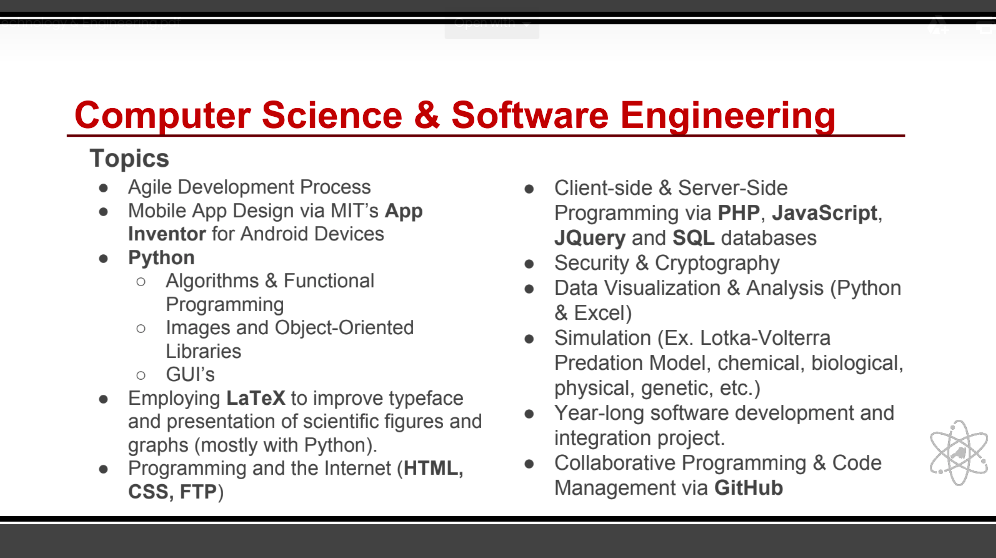 Computer Science & Software Engineering
Topics
● Agile Development Process
● Mobile App Design via MIT’s App
Inventor for Android Devices
● Python
○ Algorithms & Functional
Programming
○ Images and Object-Oriented
Libraries
○ GUI’s
● Employing LaTeX to improve typeface
and presentation of scientific figures and
graphs (mostly with Python).
● Programming and the Internet (HTML,
CSS, FTP)
● Client-side & Server-Side
Programming via PHP, JavaScript,
JQuery and SQL databases
● Security & Cryptography
● Data Visualization & Analysis (Python
& Excel)
● Simulation (Ex. Lotka-Volterra
Predation Model, chemical, biological,
physical, genetic, etc.)
● Year-long software development and
integration project.
● Collaborative Programming & Code
Management via GitHub